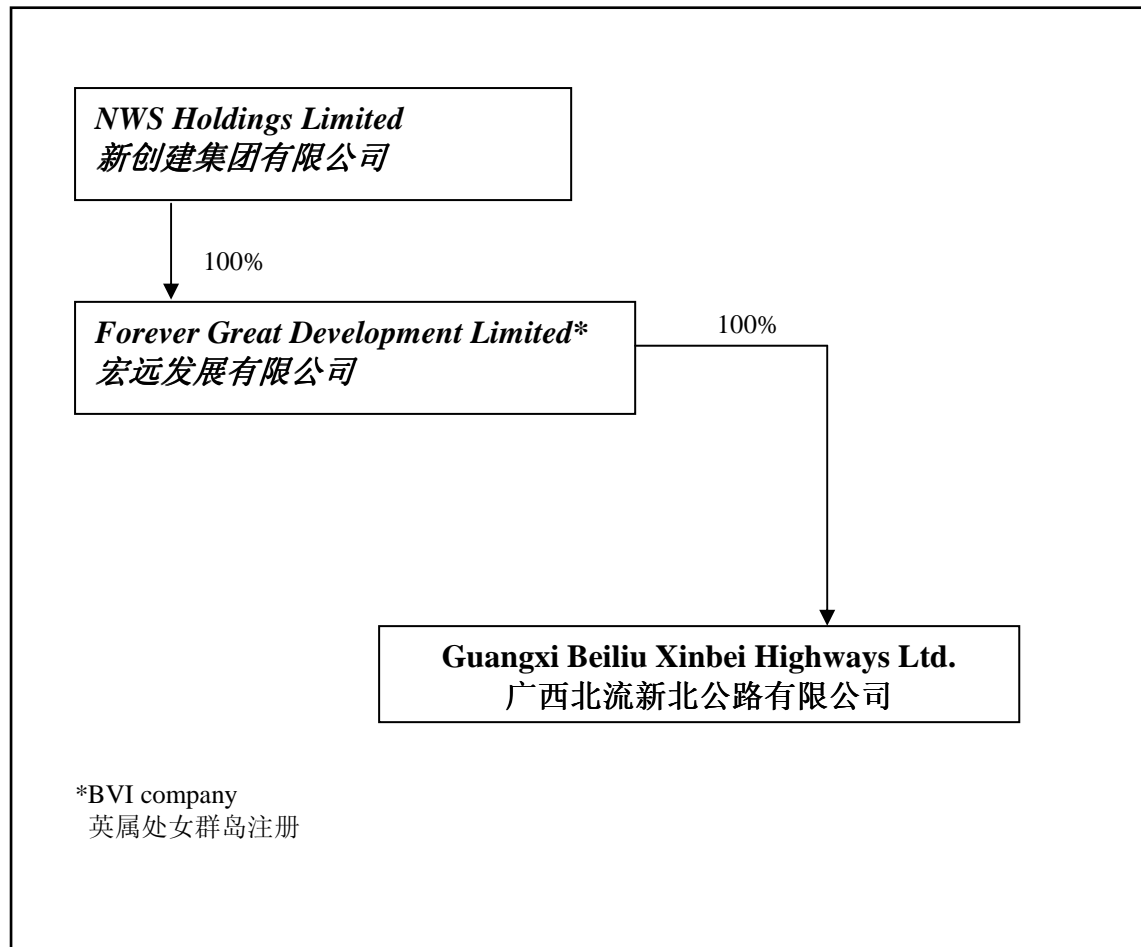 NWS Holdings Limited
新创建集团有限公司
100%
Forever Great Development Limited*
宏远发展有限公司
100%
Guangxi Beiliu Xinbei Highways Ltd.
广西北流新北公路有限公司
*BVI company
英属处女群岛注册